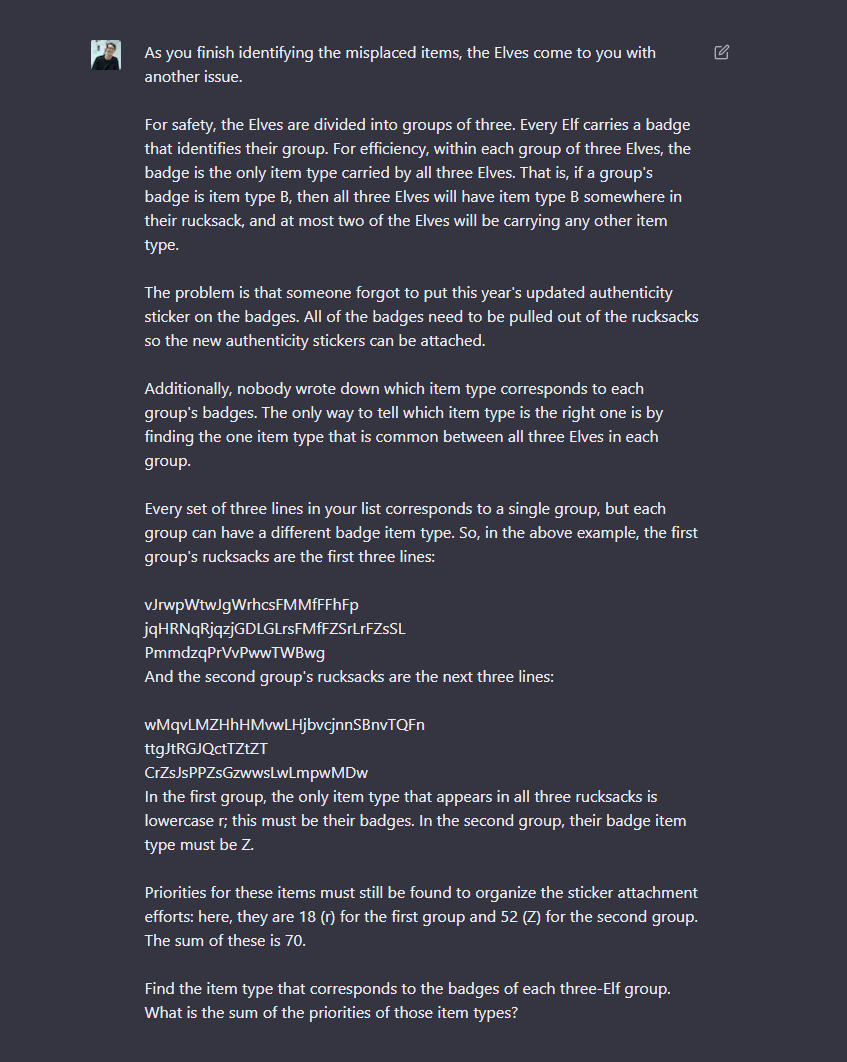 As you finish identifying the misplaced items, the Elves come to you with
another issue.
For safety, the Elves are divided into groups of three. Every Elf carries a badge
that identifies their group. For efficiency, within each group of three Elves, the
badge is the only item type carried by all three Elves. That is, if a group's
badge is item type B, then all three Elves will have item type B somewhere in
their rucksack, and at most two of the Elves will be carrying any other item
type.
The problem is that someone forgot to put this year's updated authenticity
sticker on the badges. All of the badges need to be pulled out of the rucksacks
so the new authenticity stickers can be attached.
Additionally, nobody wrote down which item type corresponds to each
group's badges. The only way to tell which item type is the right one is by
finding the one item type that is common between all three Elves in each
group.
Every set of three lines in your list corresponds to a single group, but each
group can have a different badge item type. So, in the above example, the first
group's rucksacks are the first three lines:
vJrwpWtwJgWrhcsFMMfFFhFp
jqHRNqRjqzjGDLGLrsFMfFZSrLrFZsSL
PmmdzqPrVvPwwTWBwg
And the second group's rucksacks are the next three lines:
wMqvLMZHhHMvwLHjbvcjnnSBnvTQFn
ttgJtRGJQctTZtZT
CrZsJsPPZsGzwwsLwLmpwMDw
In the first group, the only item type that appears in all three rucksacks is
lowercase r; this must be their badges. In the second group, their badge item
type must be Z.
Priorities for these items must still be found to organize the sticker attachment
efforts: here, they are 18 (r) for the first group and 52 (Z) for the second group.
The sum of these is 70.
Find the item type that corresponds to the badges of each three-Elf group.
What is the sum of the priorities of those item types?